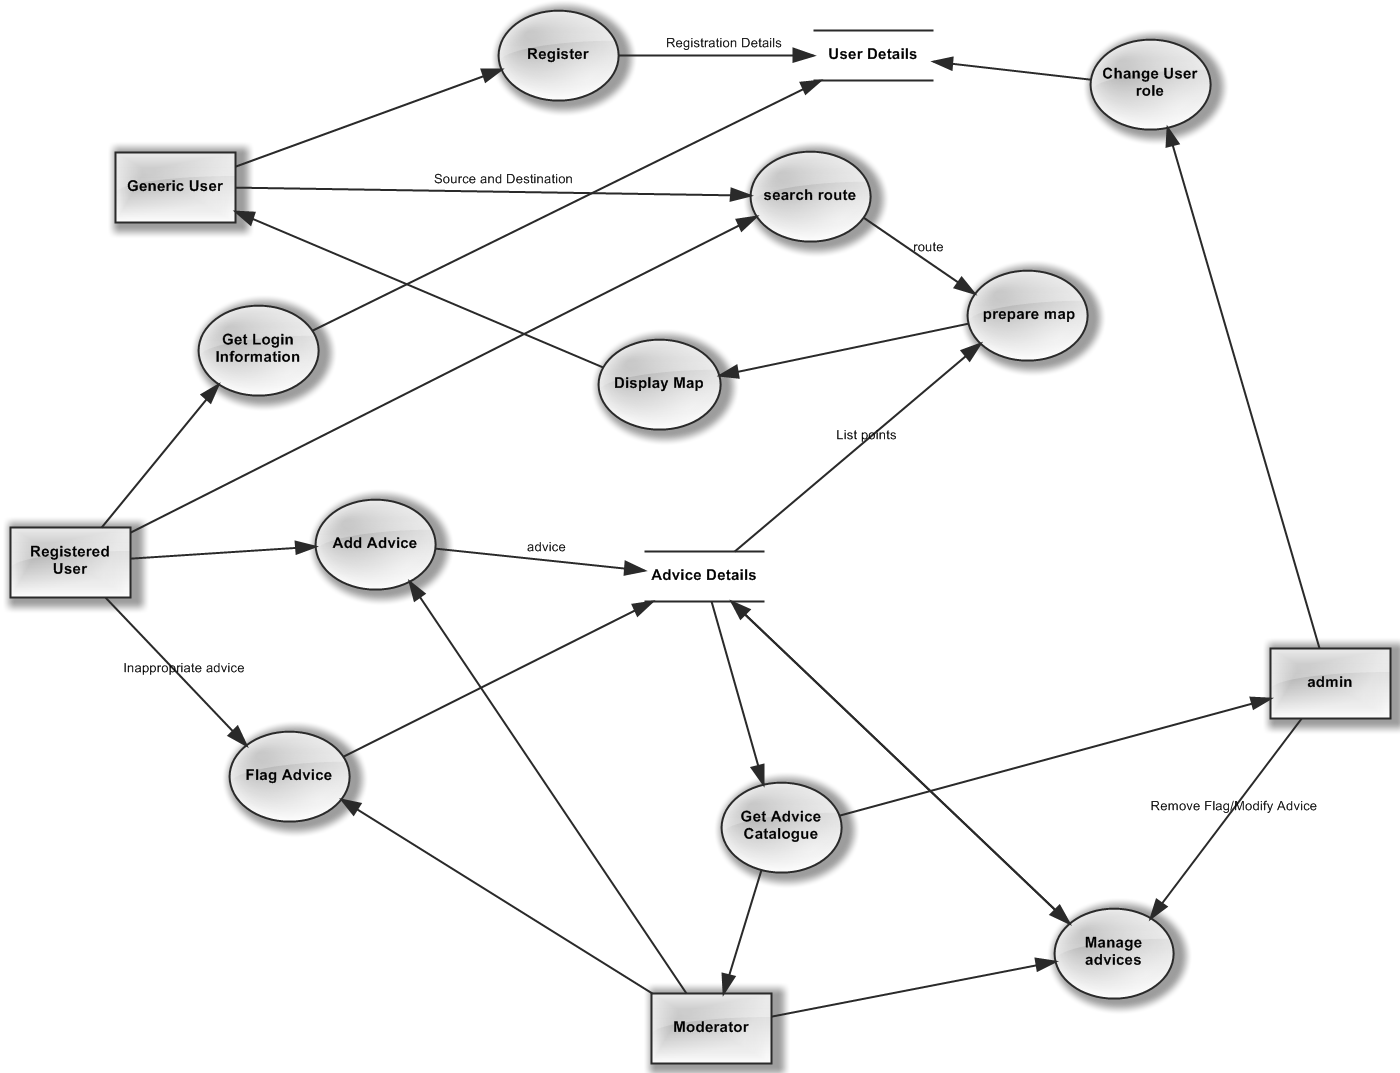 Register
Registration Details
User Details
Change User
role
Generic User
Source and Destination
search route
route
prepare map
Get Login
Information
Display Map
List points
Registered
User
Add Advice
advice
Advice Details
Inappropriate advice
admin
Flag Advice
Get Advice
Catalogue
Remove Flag/Modify Advice
Manage
advices
Moderator